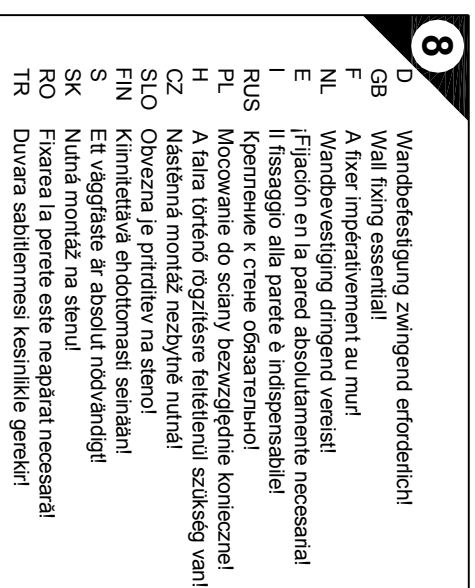 8
D Wandbefestigung zwingend erforderlich!
GB Wall fixing essential!
F A fixer impérativement au mur!
NL Wandbevestiging dringend vereist!
E ¡Fijación en la pared absolutamente necesaria!
I Il fissaggio alla parete è indispensabile!
RUS Крепление к стене обязательно!
PL Mocowanie do sciany bezwzględnie konieczne!
H A falra történő rögzítésre feltétlenül szükség van!
CZ Nástěnná montáž nezbytně nutná!
SLO Obvezna je pritrditev na steno!
FIN Kiinnitettävä ehdottomasti seinään!
S Ett väggfäste är absolut nödvändigt!
SK Nutná montáž na stenu!
RO Fixarea la perete este neapărat necesară!
TR Duvara sabitlenmesi kesinlikle gerekir!